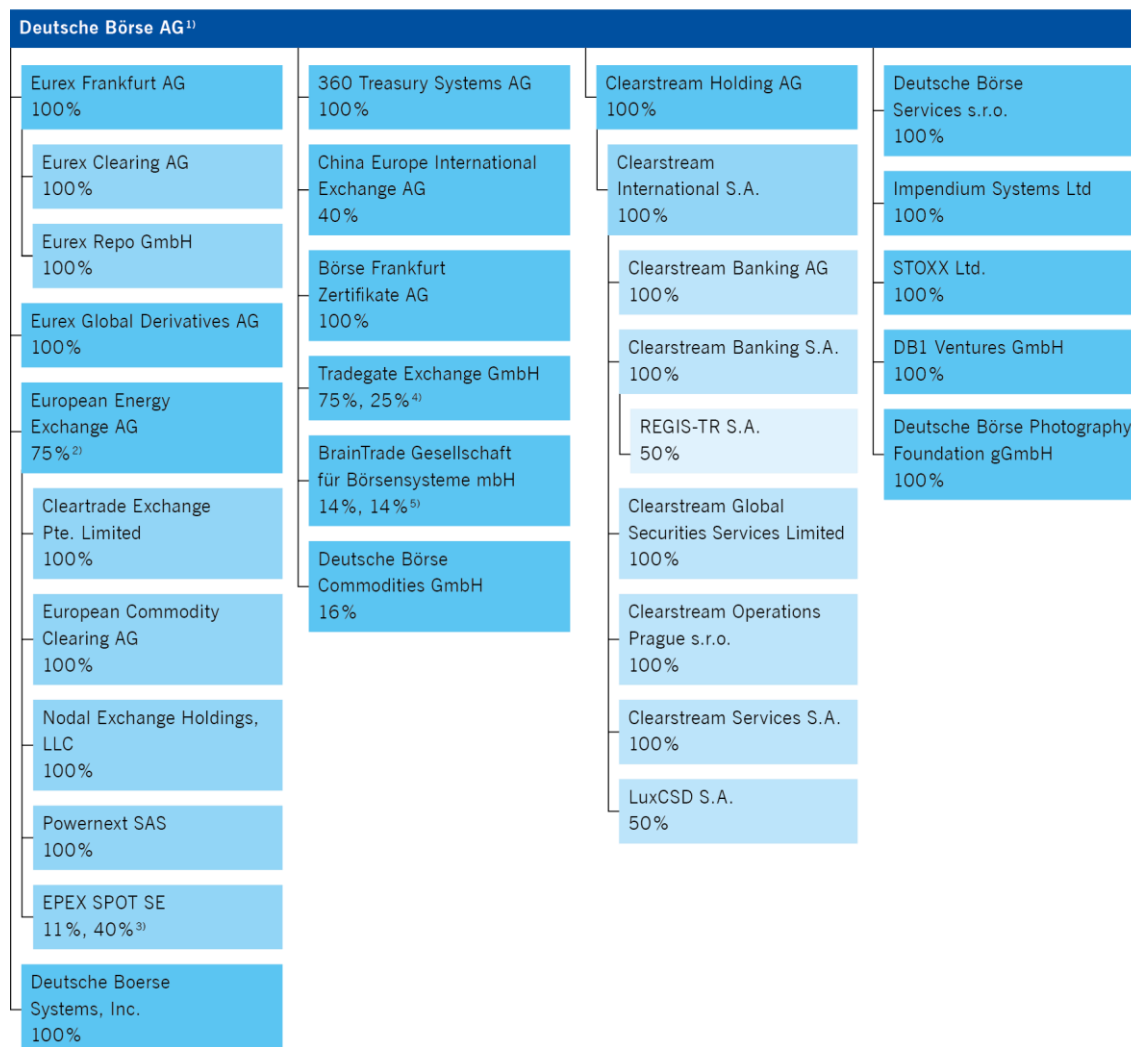 Deutsche Börse AG¹⁾
Eurex Frankfurt AG
100%
Eurex Clearing AG
100%
Eurex Repo GmbH
100%
Eurex Global Derivatives AG
100%
European Energy
Exchange AG
75%²⁾
Cleartrade Exchange
Pte. Limited
100%
European Commodity
Clearing AG
100%
Nodal Exchange Holdings,
LLC
100%
Powernext SAS
100%
EPEX SPOT SE
11%, 40%³⁾
Deutsche Boerse
Systems, Inc.
100%
360 Treasury Systems AG
100%
China Europe International
Exchange AG
40%
Börse Frankfurt
Zertifikate AG
100%
Tradegate Exchange GmbH
75%, 25%⁴⁾
BrainTrade Gesellschaft
für Börsensysteme mbH
14%, 14%⁵⁾
Deutsche Börse
Commodities GmbH
16%
Clearstream Holding AG
100%
Clearstream
International S.A.
100%
Clearstream Banking AG
100%
Clearstream Banking S.A.
100%
REGIS-TR S.A.
50%
Clearstream Global
Securities Services Limited
100%
Clearstream Operations
Prague s.r.o.
100%
Clearstream Services S.A.
100%
LuxCSD S.A.
50%
Deutsche Börse
Services s.r.o.
100%
Impendium Systems Ltd
100%
STOXX Ltd.
100%
DB1 Ventures GmbH
100%
Deutsche Börse Photography
Foundation gGmbH
100%